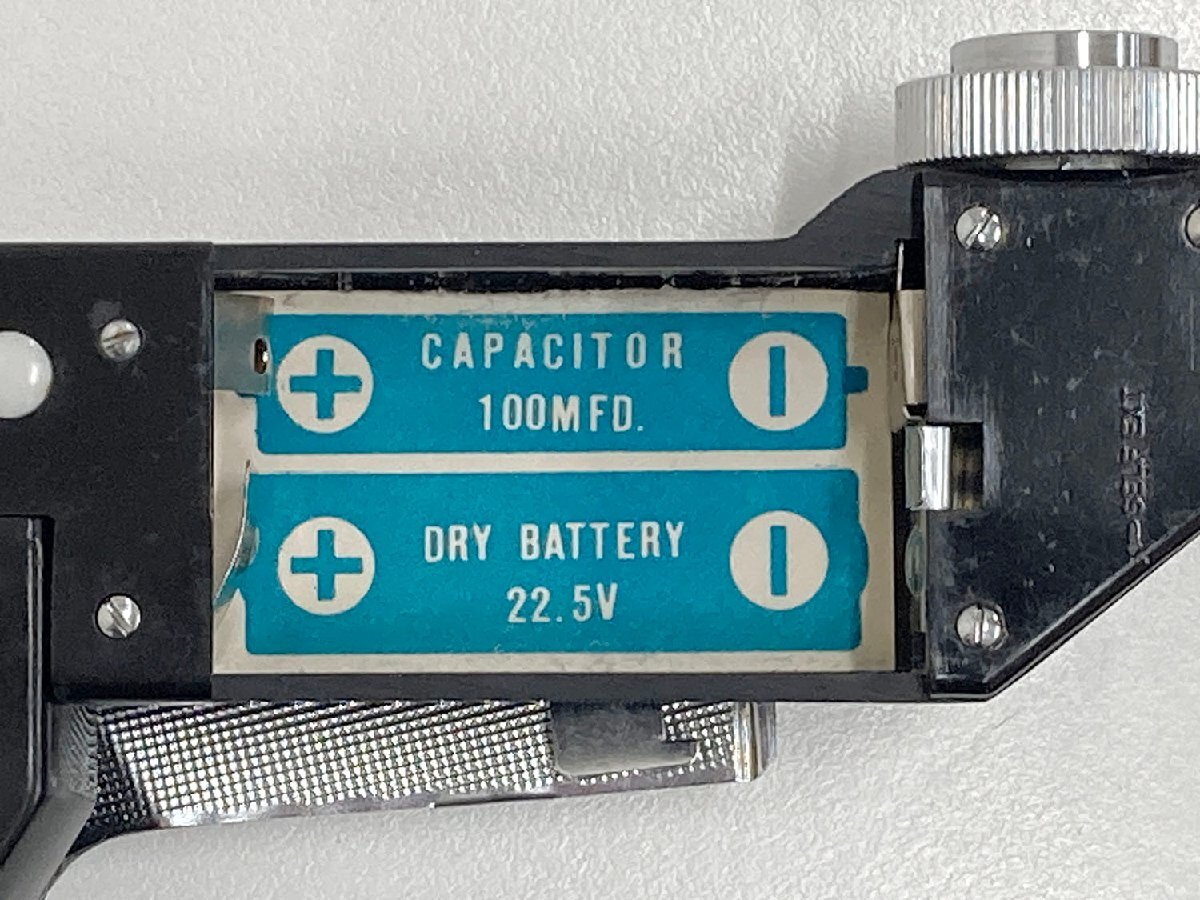 CAPACITOR
100MFD.
DRY BATTERY
22.5V